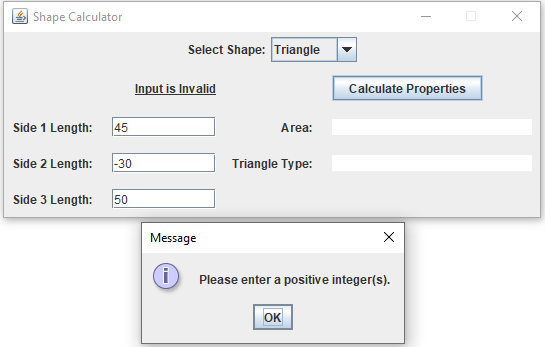 Shape Calculator
Select Shape: Triangle
Input is Invalid Calculate Properties
Side 1 Length: 45 Area:
Side 2 Length: -30 Triangle Type:
Side 3 Length: 50
Message
Please enter a positive integer(s).
OK